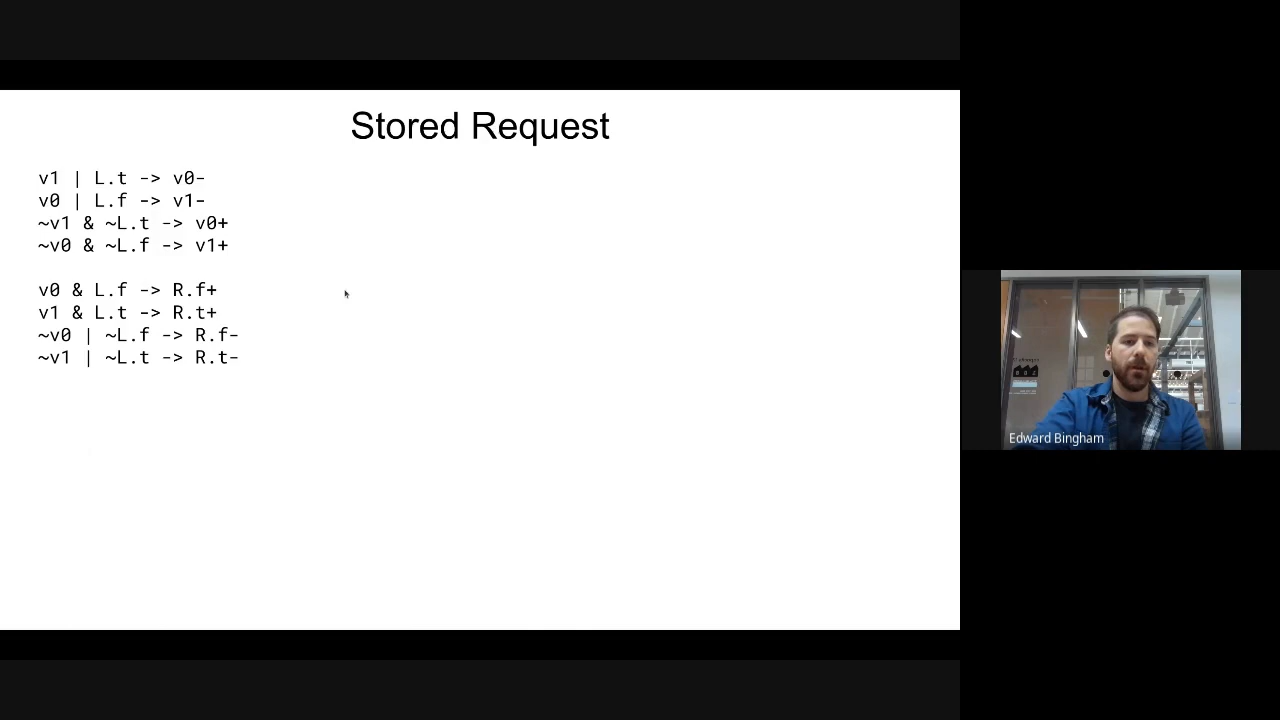 Stored Request
v1 | L.t -> v0-
v0 | L.f -> v1-
~v1 & ~L.t -> v0+
~v0 & ~L.f -> v1+
v0 & L.f -> R.f+
v1 & L.t -> R.t+
~v0 | ~L.f -> R.f-
~v1 | ~L.t -> R.t-
Edward Bingham